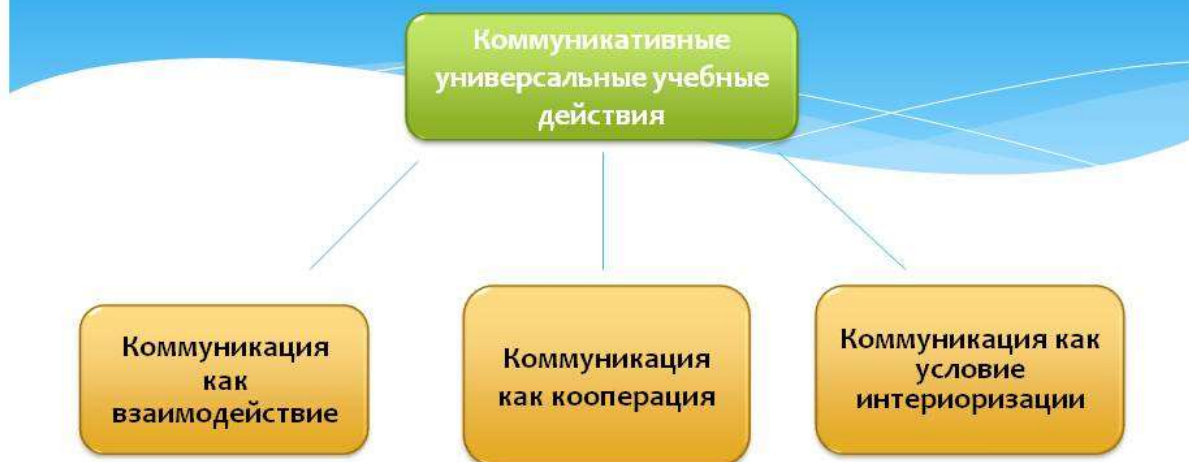 Коммуникативные
универсальные учебные
действия
Коммуникация
как
взаимодействие
Коммуникация
как кооперация
Коммуникация как
условие
интериоризации